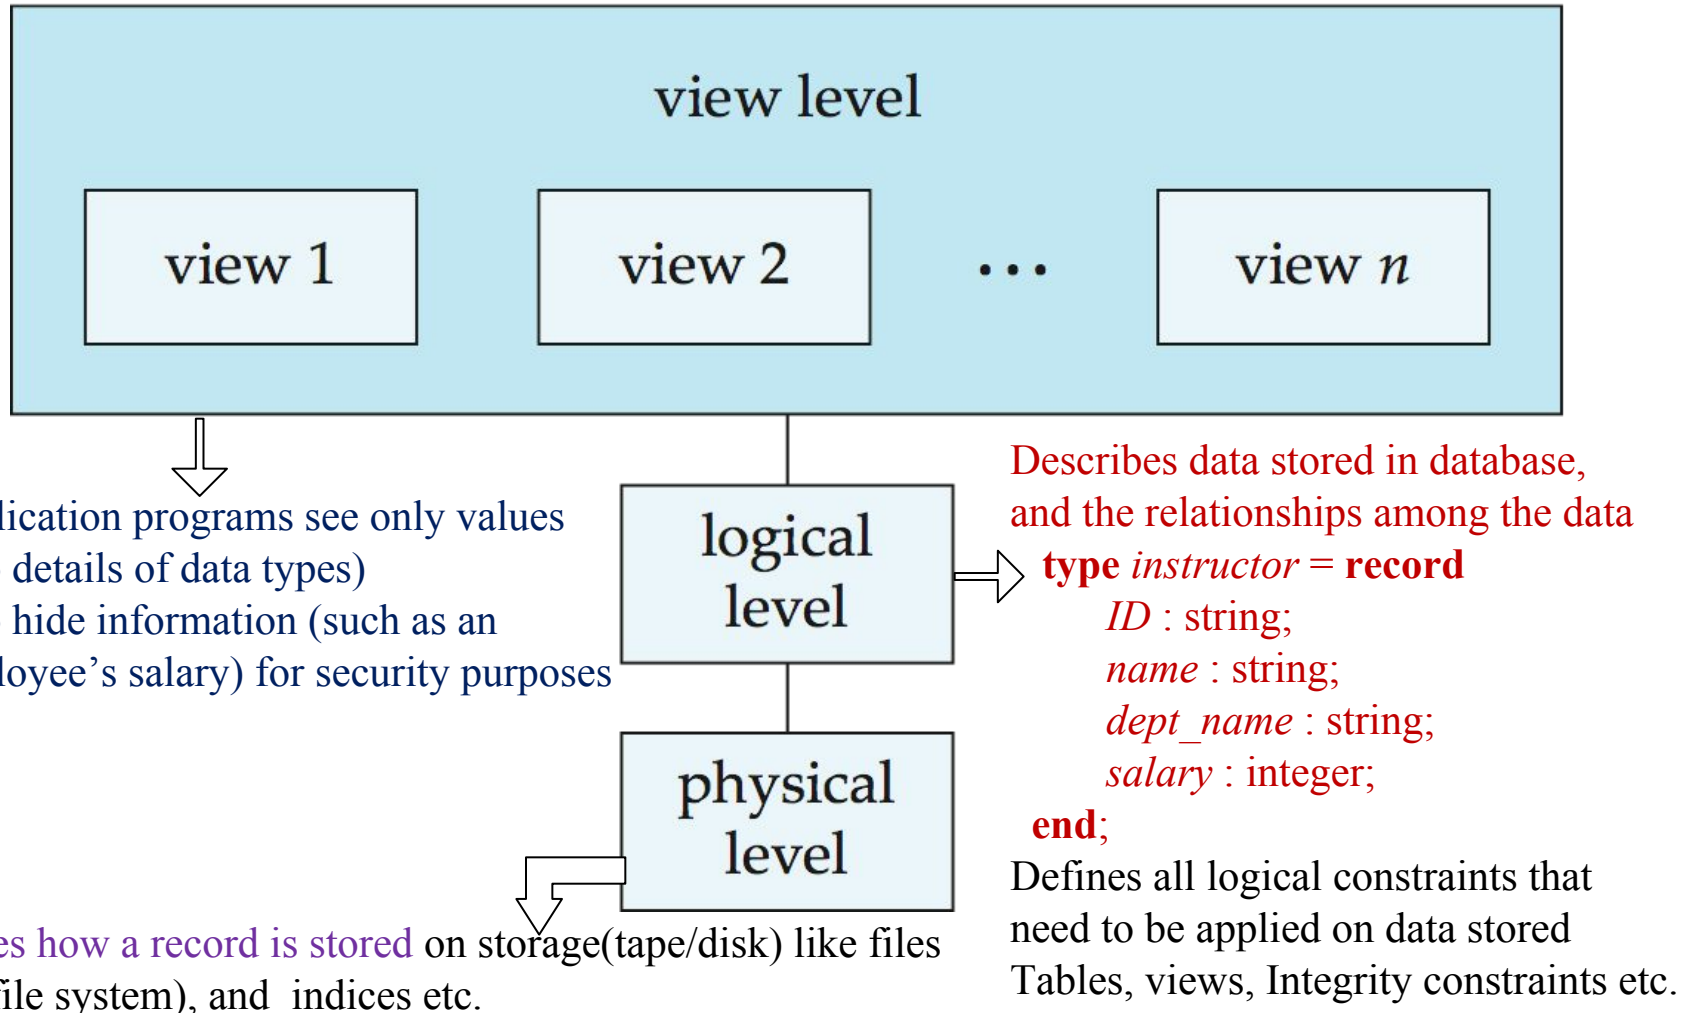 view level
view 1
view 2
...
view n
lication programs see only values
details of data types)
hide information (such as an
loyee’s salary) for security purposes
logical
level
physical
level
es how a record is stored on storage(tape/disk) like files
file system), and indices etc.
Describes data stored in database,
and the relationships among the data
type instructor = record
ID : string;
name : string;
dept_name : string;
salary : integer;
end;
Defines all logical constraints that
need to be applied on data stored
Tables, views, Integrity constraints etc.